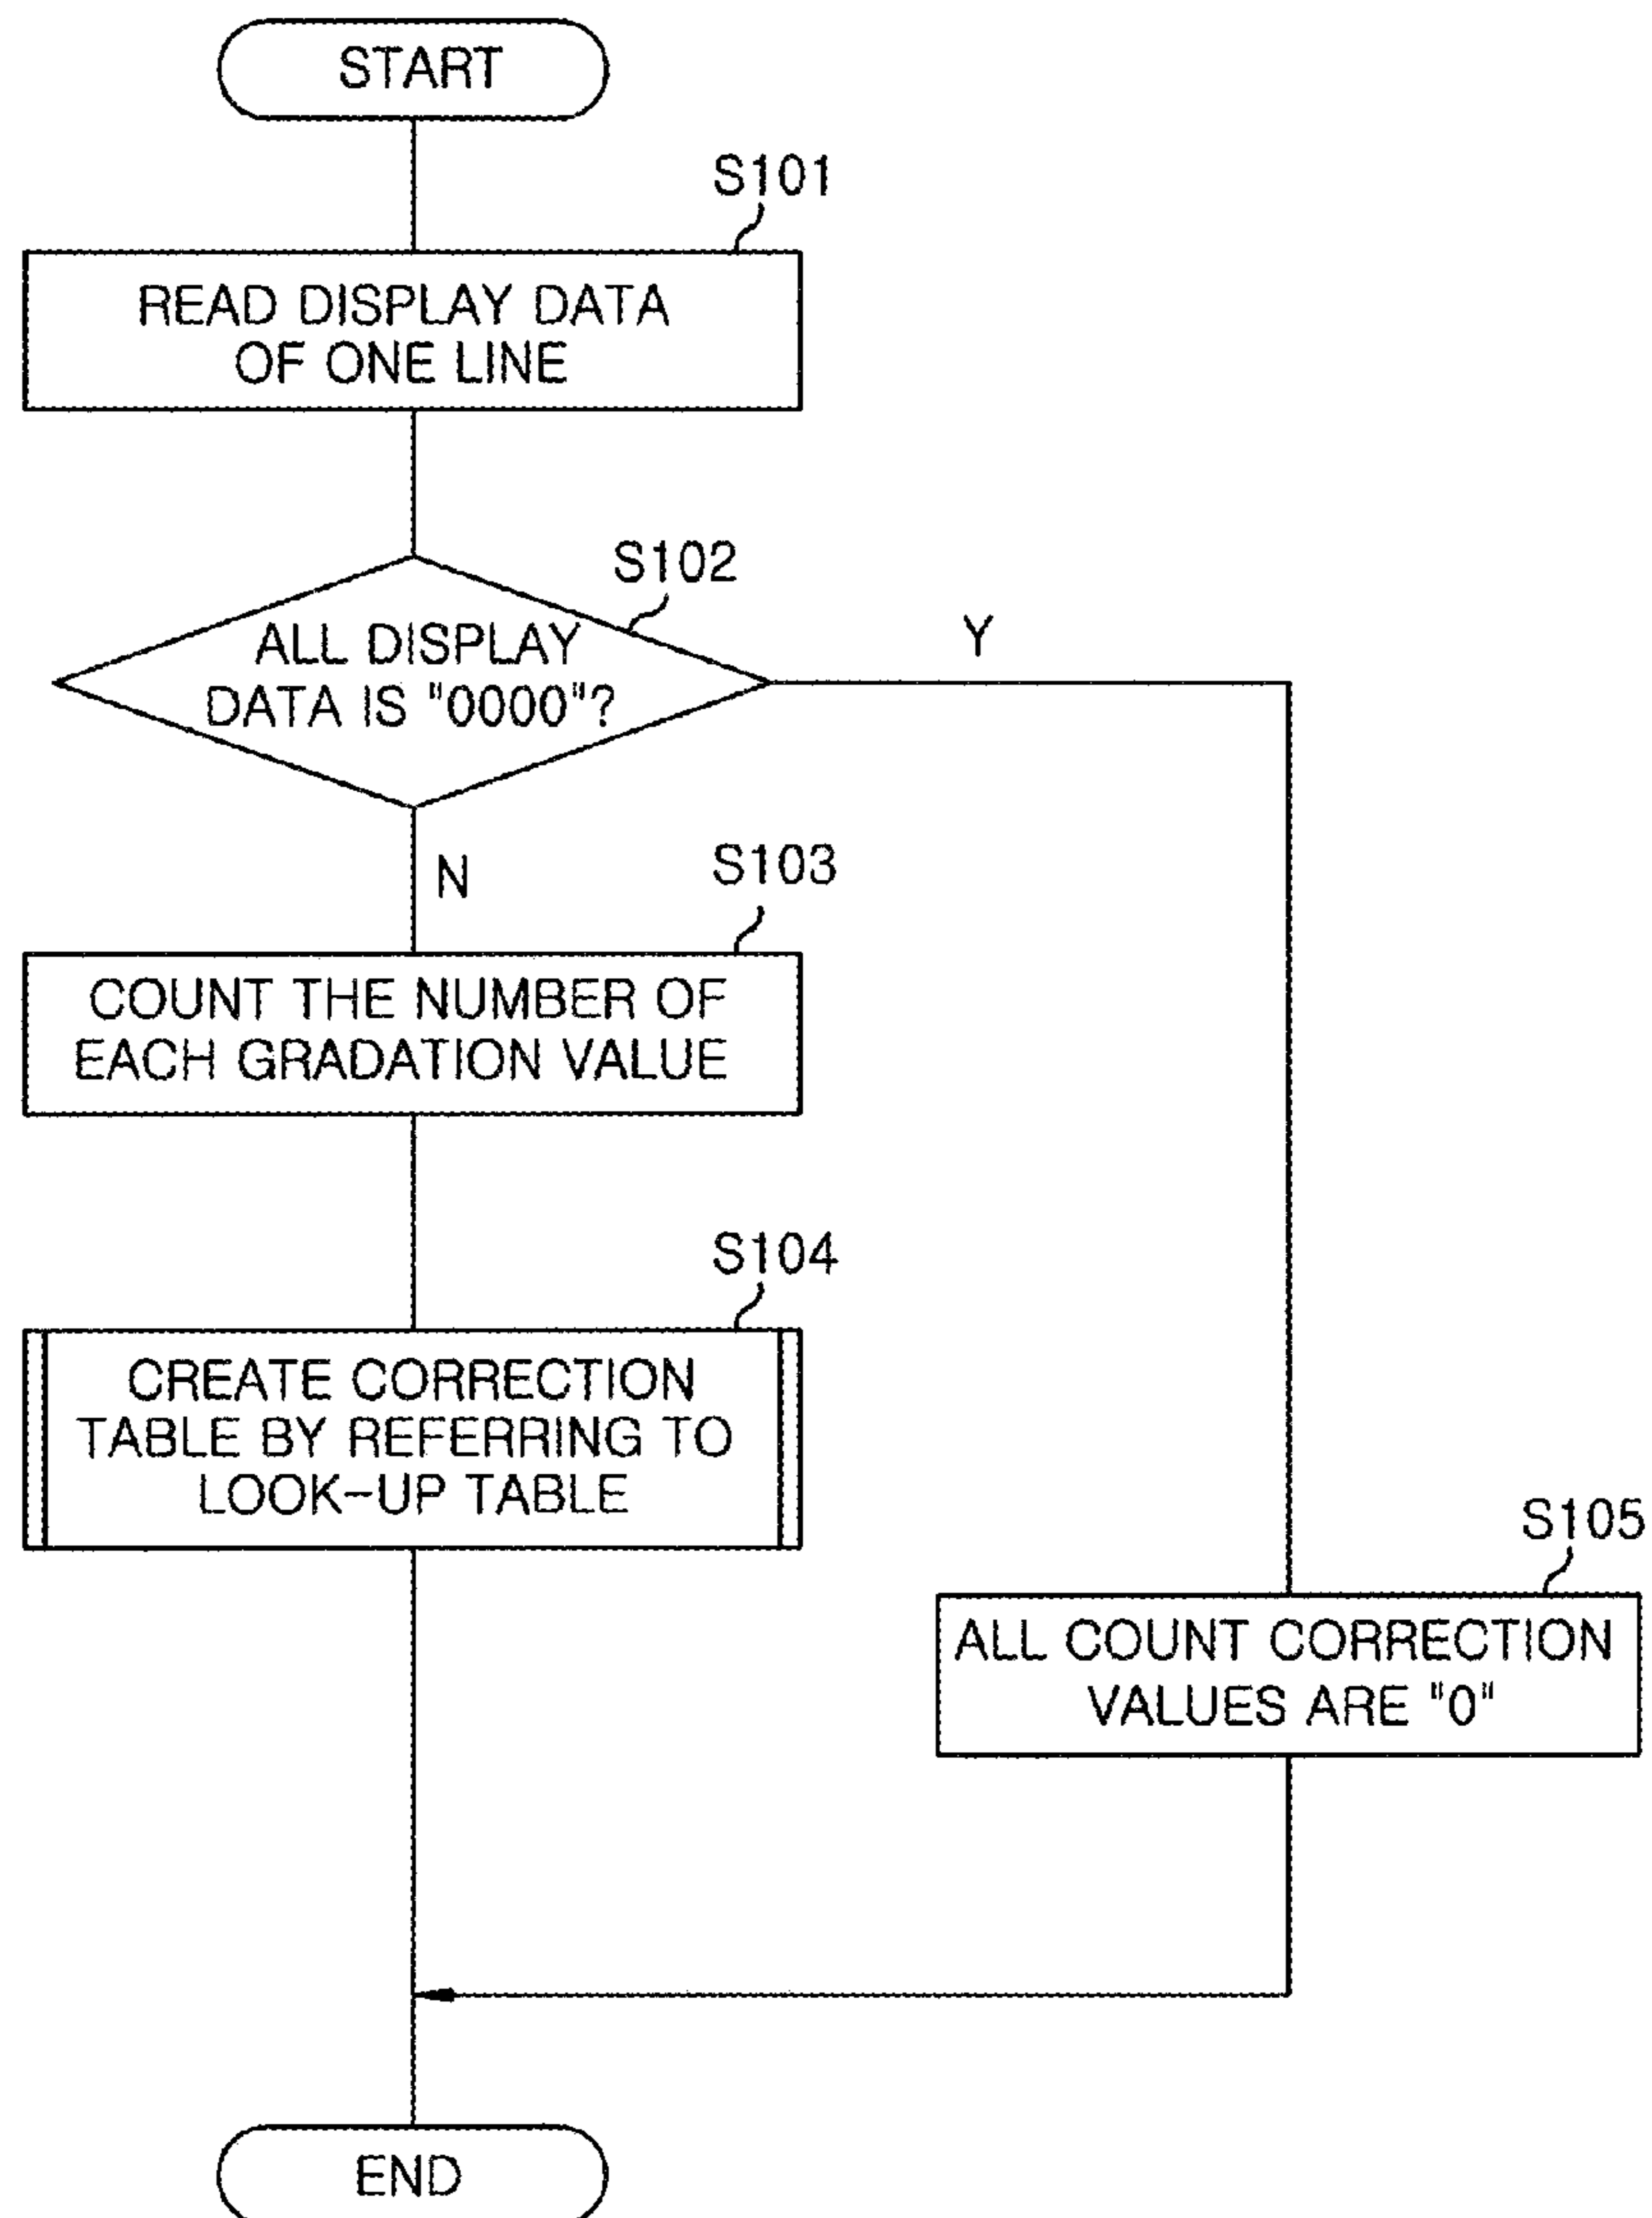 START
S101
READ DISPLAY DATA
OF ONE LINE
S102
ALL DISPLAY
DATA IS "0000"?
Y
N
S103
COUNT THE NUMBER OF
EACH GRADATION VALUE
S104
CREATE CORRECTION
TABLE BY REFERRING TO
LOOK-UP TABLE
S105
ALL COUNT CORRECTION
VALUES ARE "0"
END